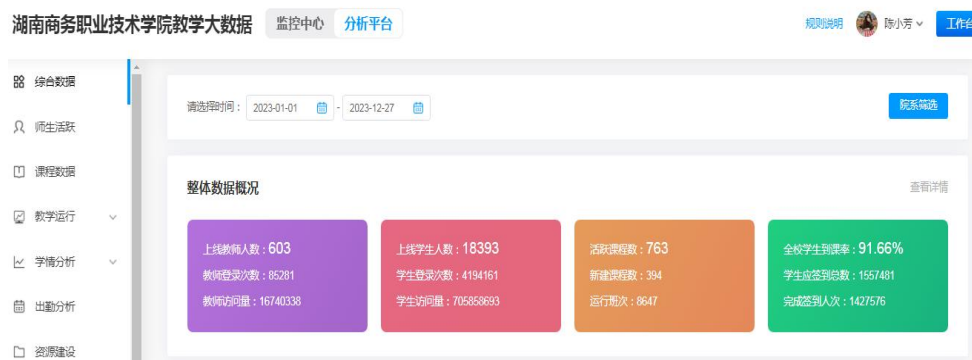 湖南商务职业技术学院教学大数据 监控中心 分析平台 规则说明 陈小芳 工作台
综合数据
师生活跃
课程数据
教学运行
学情分析
出勤分析
资源建设
请选择时间： 2023-01-01 - 2023-12-27 院系筛选
整体数据概况 查看详情
上线教师人数：603
教师登录次数：85281
教师访问量：16740338
上线学生人数：18393
学生登录次数：4194161
学生访问量：705858693
活跃课程数：763
新建课程数：394
运行班次：8647
全校学生到课率：91.66%
学生应签到总数：1557481
完成签到人次：1427576